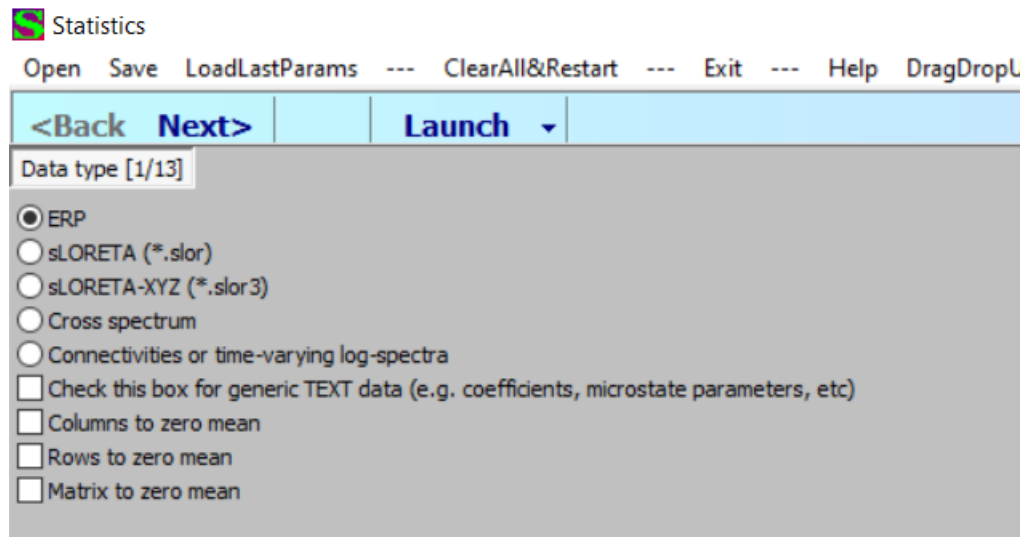 Statistics
Open Save LoadLastParams --- ClearAll&Restart --- Exit --- Help DragDropU
<Back Next> Launch
Data type [1/13]
ERP
sLORETA (*.slor)
sLORETA-XYZ (*.slor3)
Cross spectrum
Connectivities or time-varying log-spectra
Check this box for generic TEXT data (e.g. coefficients, microstate parameters, etc)
Columns to zero mean
Rows to zero mean
Matrix to zero mean